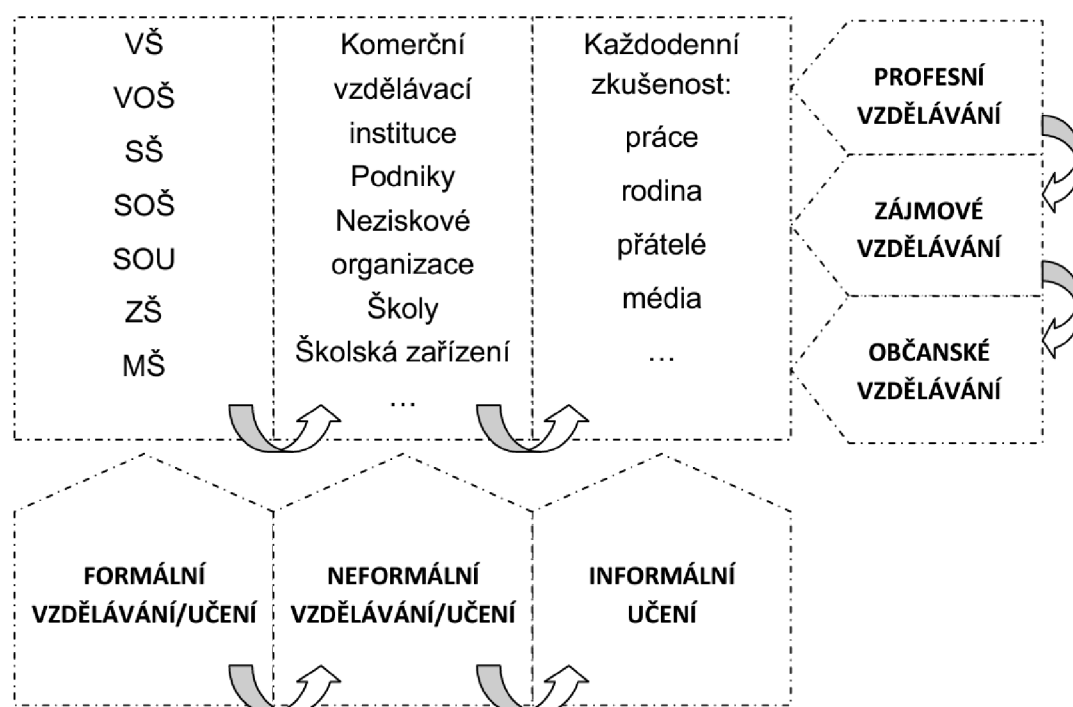 VŠ
VOŠ
SŠ
SOŠ
SOU
ZŠ
MŠ
Komerční
vzdělávací
instituce
Podniky
Neziskové
organizace
Školy
Školská zařízení
…
Každodenní
zkušenost:
práce
rodina
přátelé
média
…
PROFESNÍ
VZDĚLÁVÁNÍ
ZÁJMOVÉ
VZDĚLÁVÁNÍ
OBČANSKÉ
VZDĚLÁVÁNÍ
FORMÁLNÍ
VZDĚLÁVÁNÍ/UČENÍ
NEFORMÁLNÍ
VZDĚLÁVÁNÍ/UČENÍ
INFORMÁLNÍ
UČENÍ